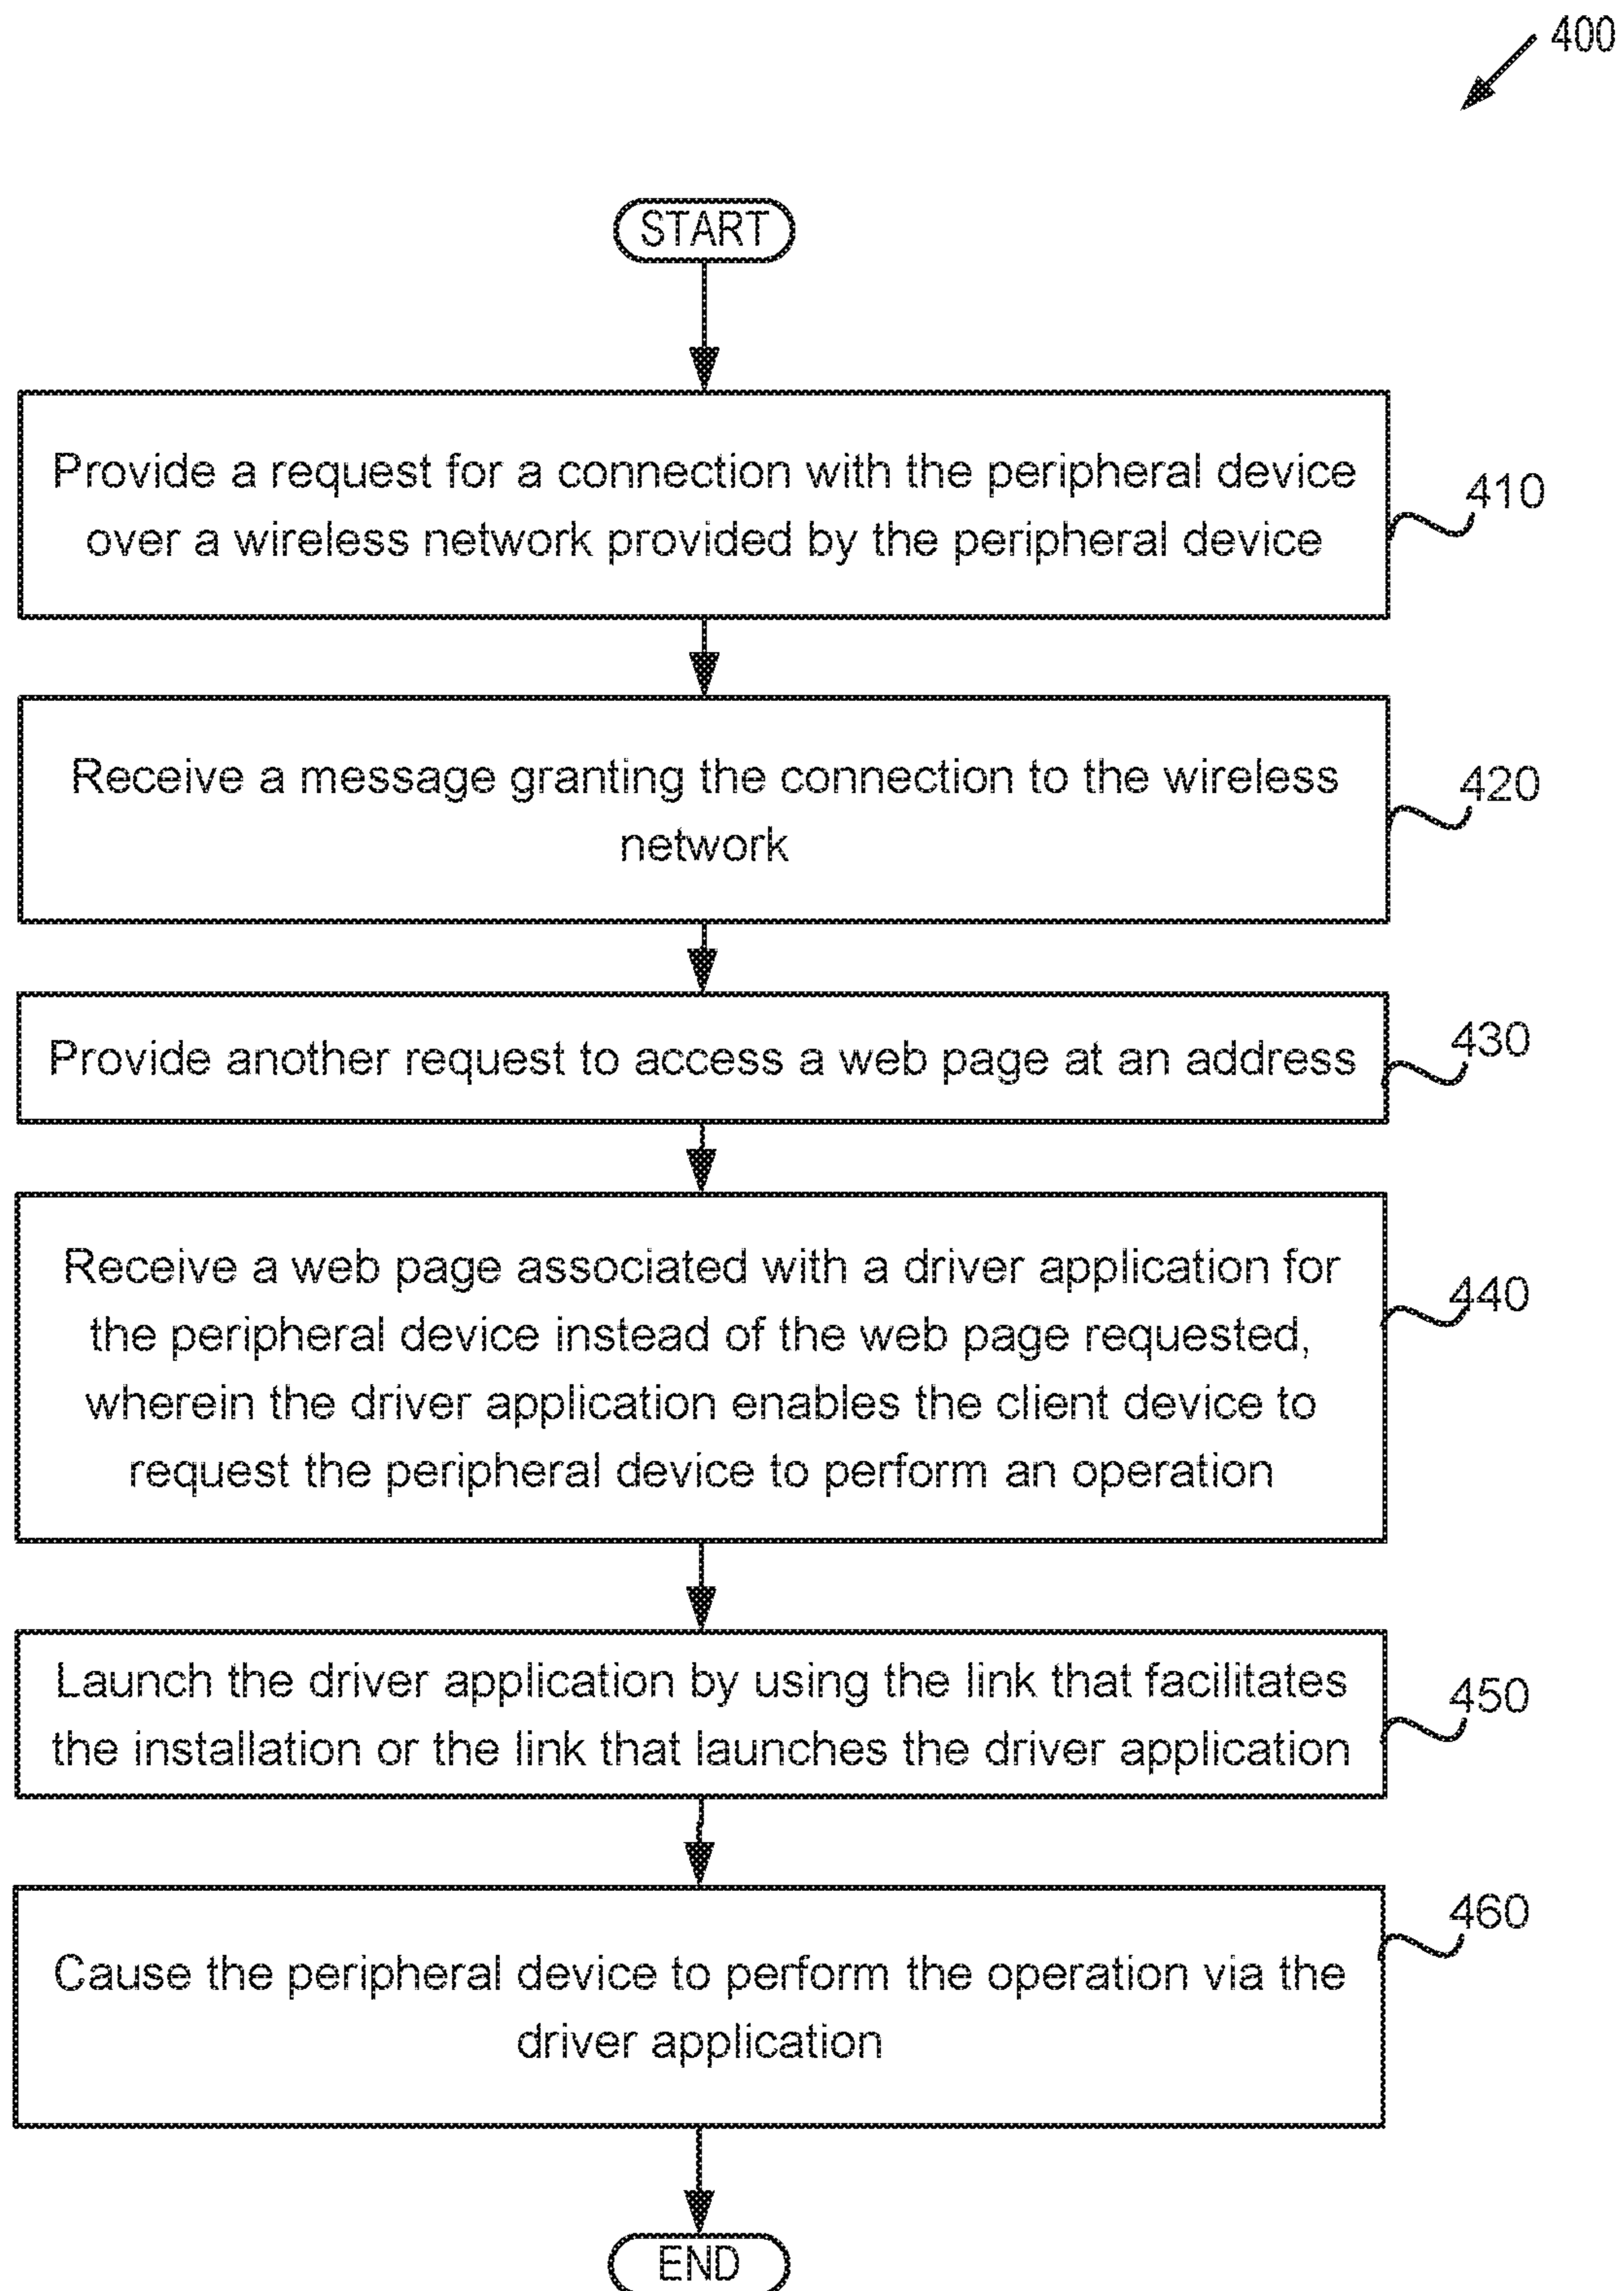 400
START
Provide a request for a connection with the peripheral device
over a wireless network provided by the peripheral device
410
Receive a message granting the connection to the wireless
network
420
Provide another request to access a web page at an address
430
Receive a web page associated with a driver application for
the peripheral device instead of the web page requested,
wherein the driver application enables the client device to
request the peripheral device to perform an operation
440
Launch the driver application by using the link that facilitates
the installation or the link that launches the driver application
450
Cause the peripheral device to perform the operation via the
driver application
460
END